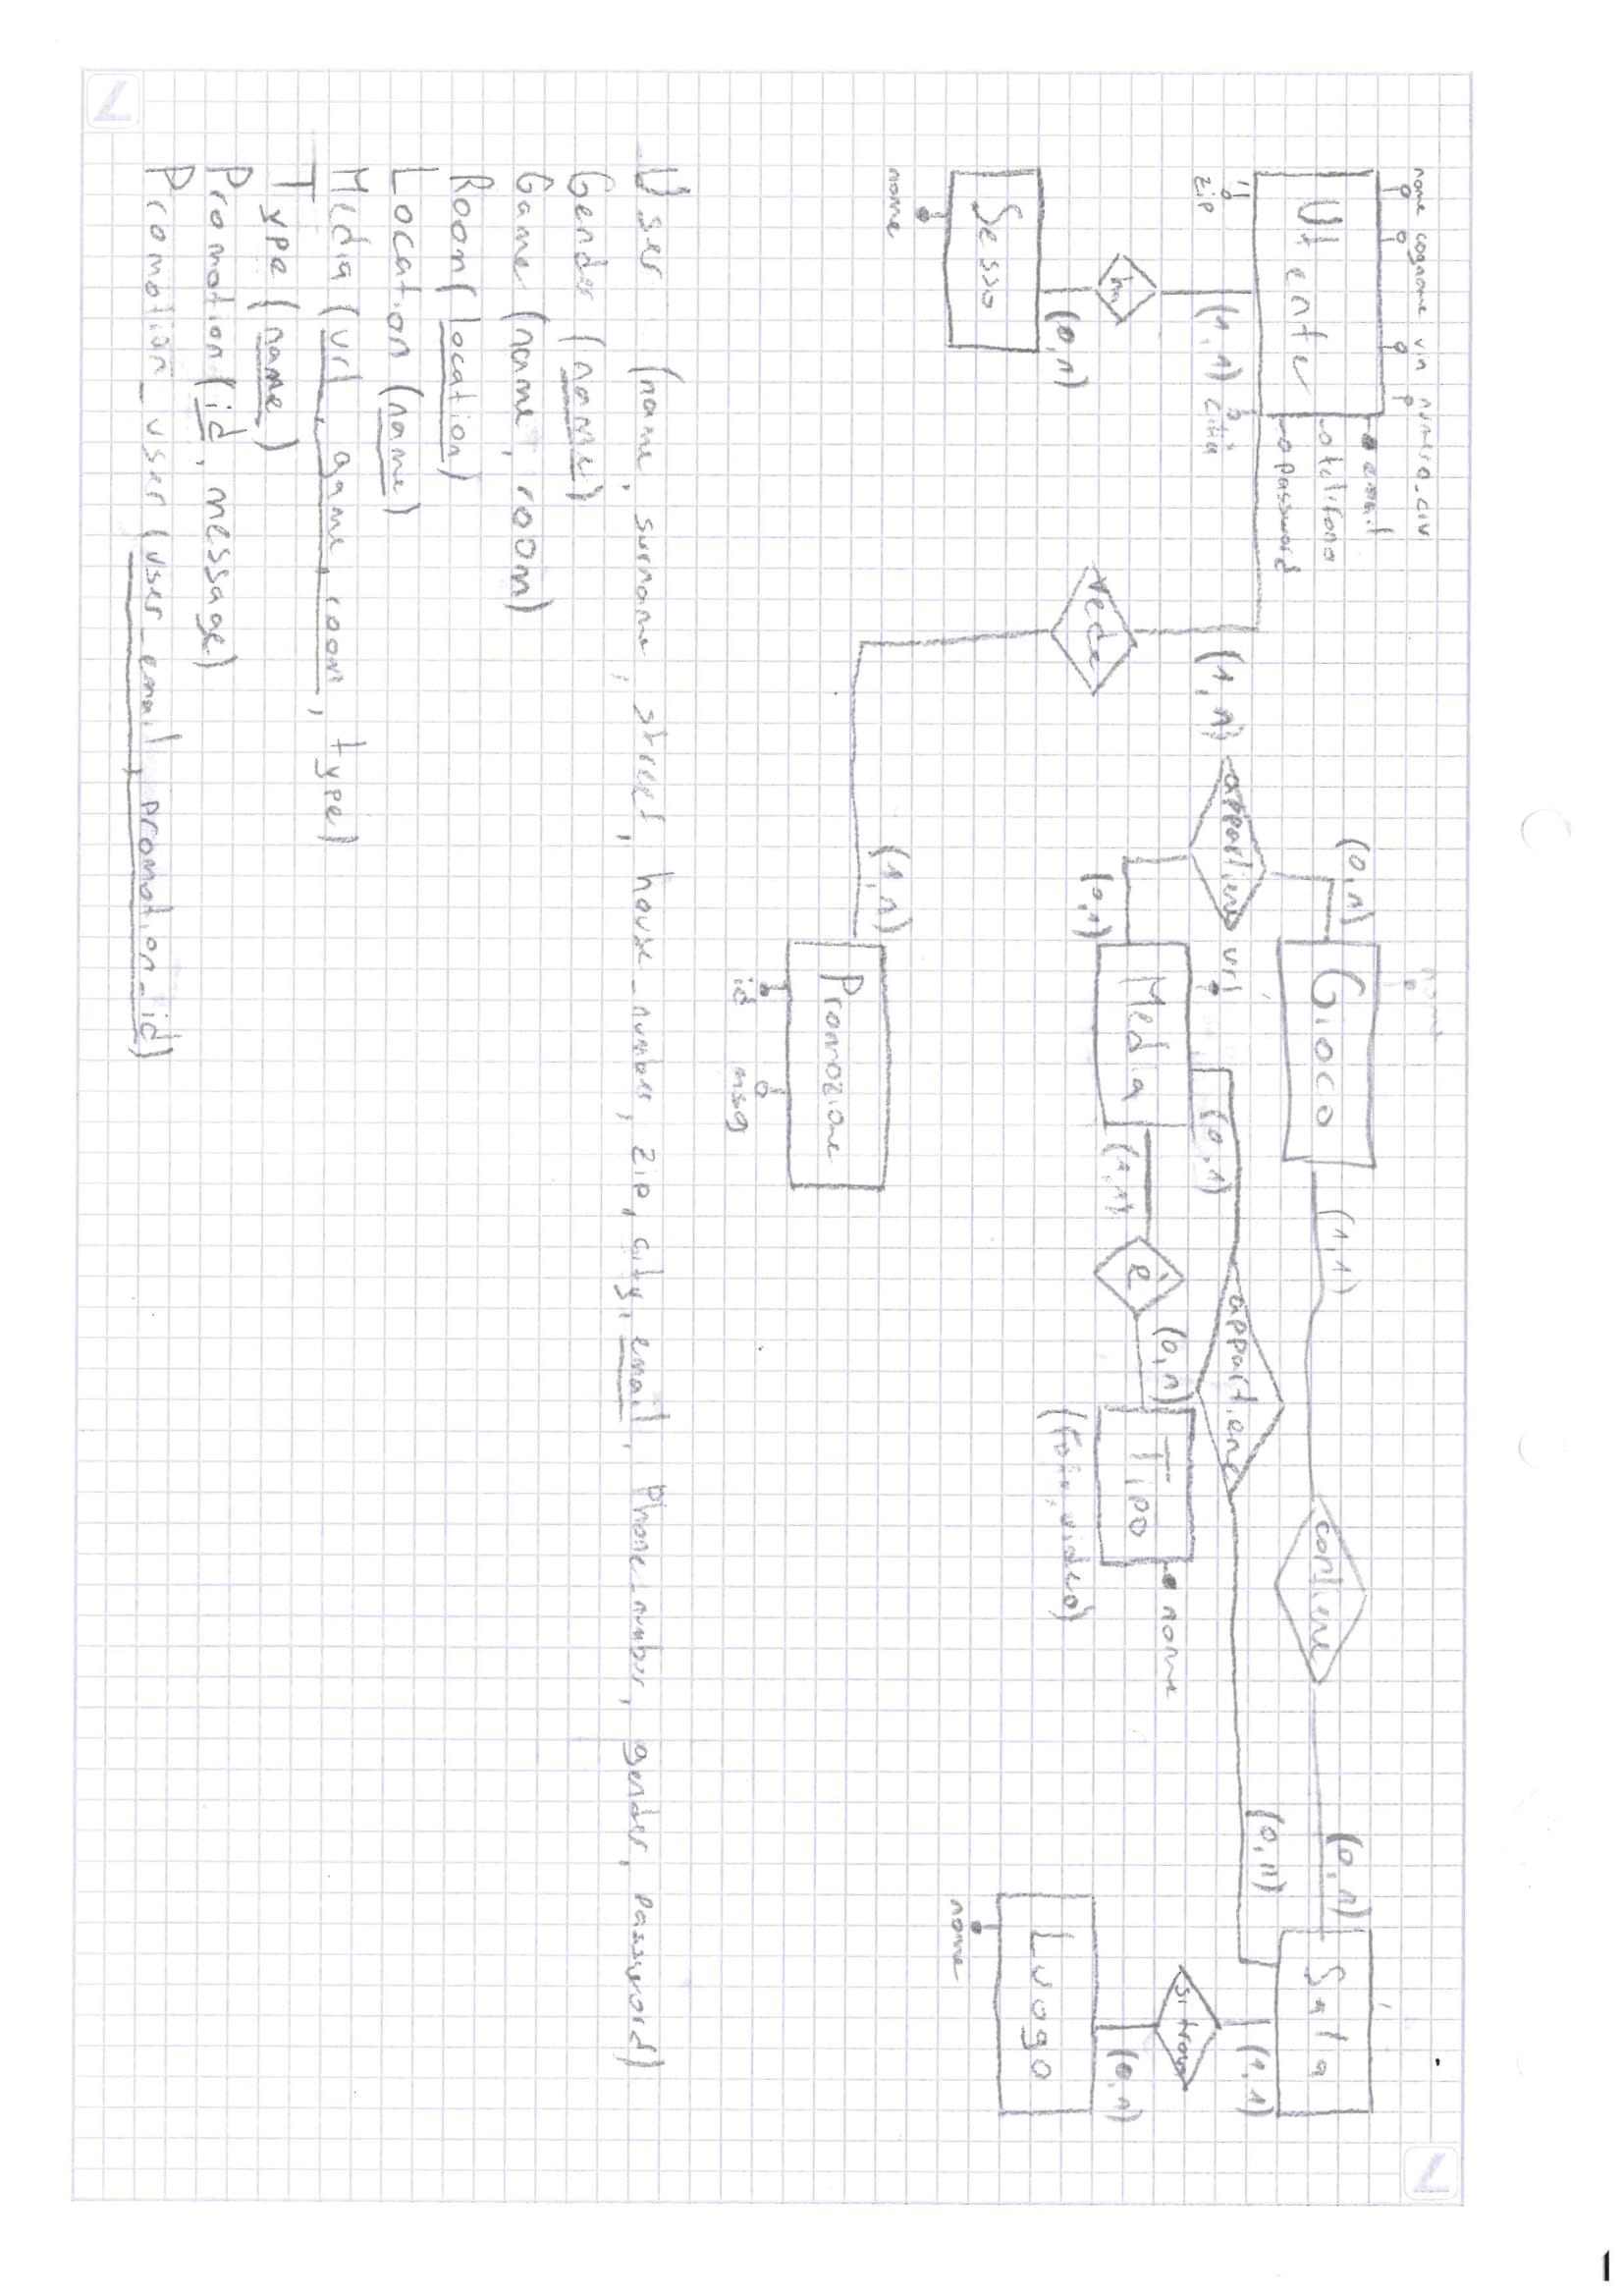 nome cognome via numero_civ
Utente
email
telefono
password
zip
città
(1,1)
ha
(0,n)
Sesso
nome
(1,n)
vede
(1,n)
Promozione
id msg
(0,n)
Gioco
(1,1)
contiene
(0,n)
Sala
appartiene
url
(0,1)
Media
(0,1)
appartiene
(0,n)
(1,1)
è
(0,n)
Tipo
nome
(foto, video)
(1,1)
si trova
(0,n)
Luogo
nome
User (name, surname, street, house_number, zip, city, email, Phone_number, gender, password)
Gender (name)
Game (name, room)
Room (location)
Location (name)
Media (url, game, room, type)
Type (name)
Promotion (id, message)
Promotion_user (user_email, promotion_id)
1